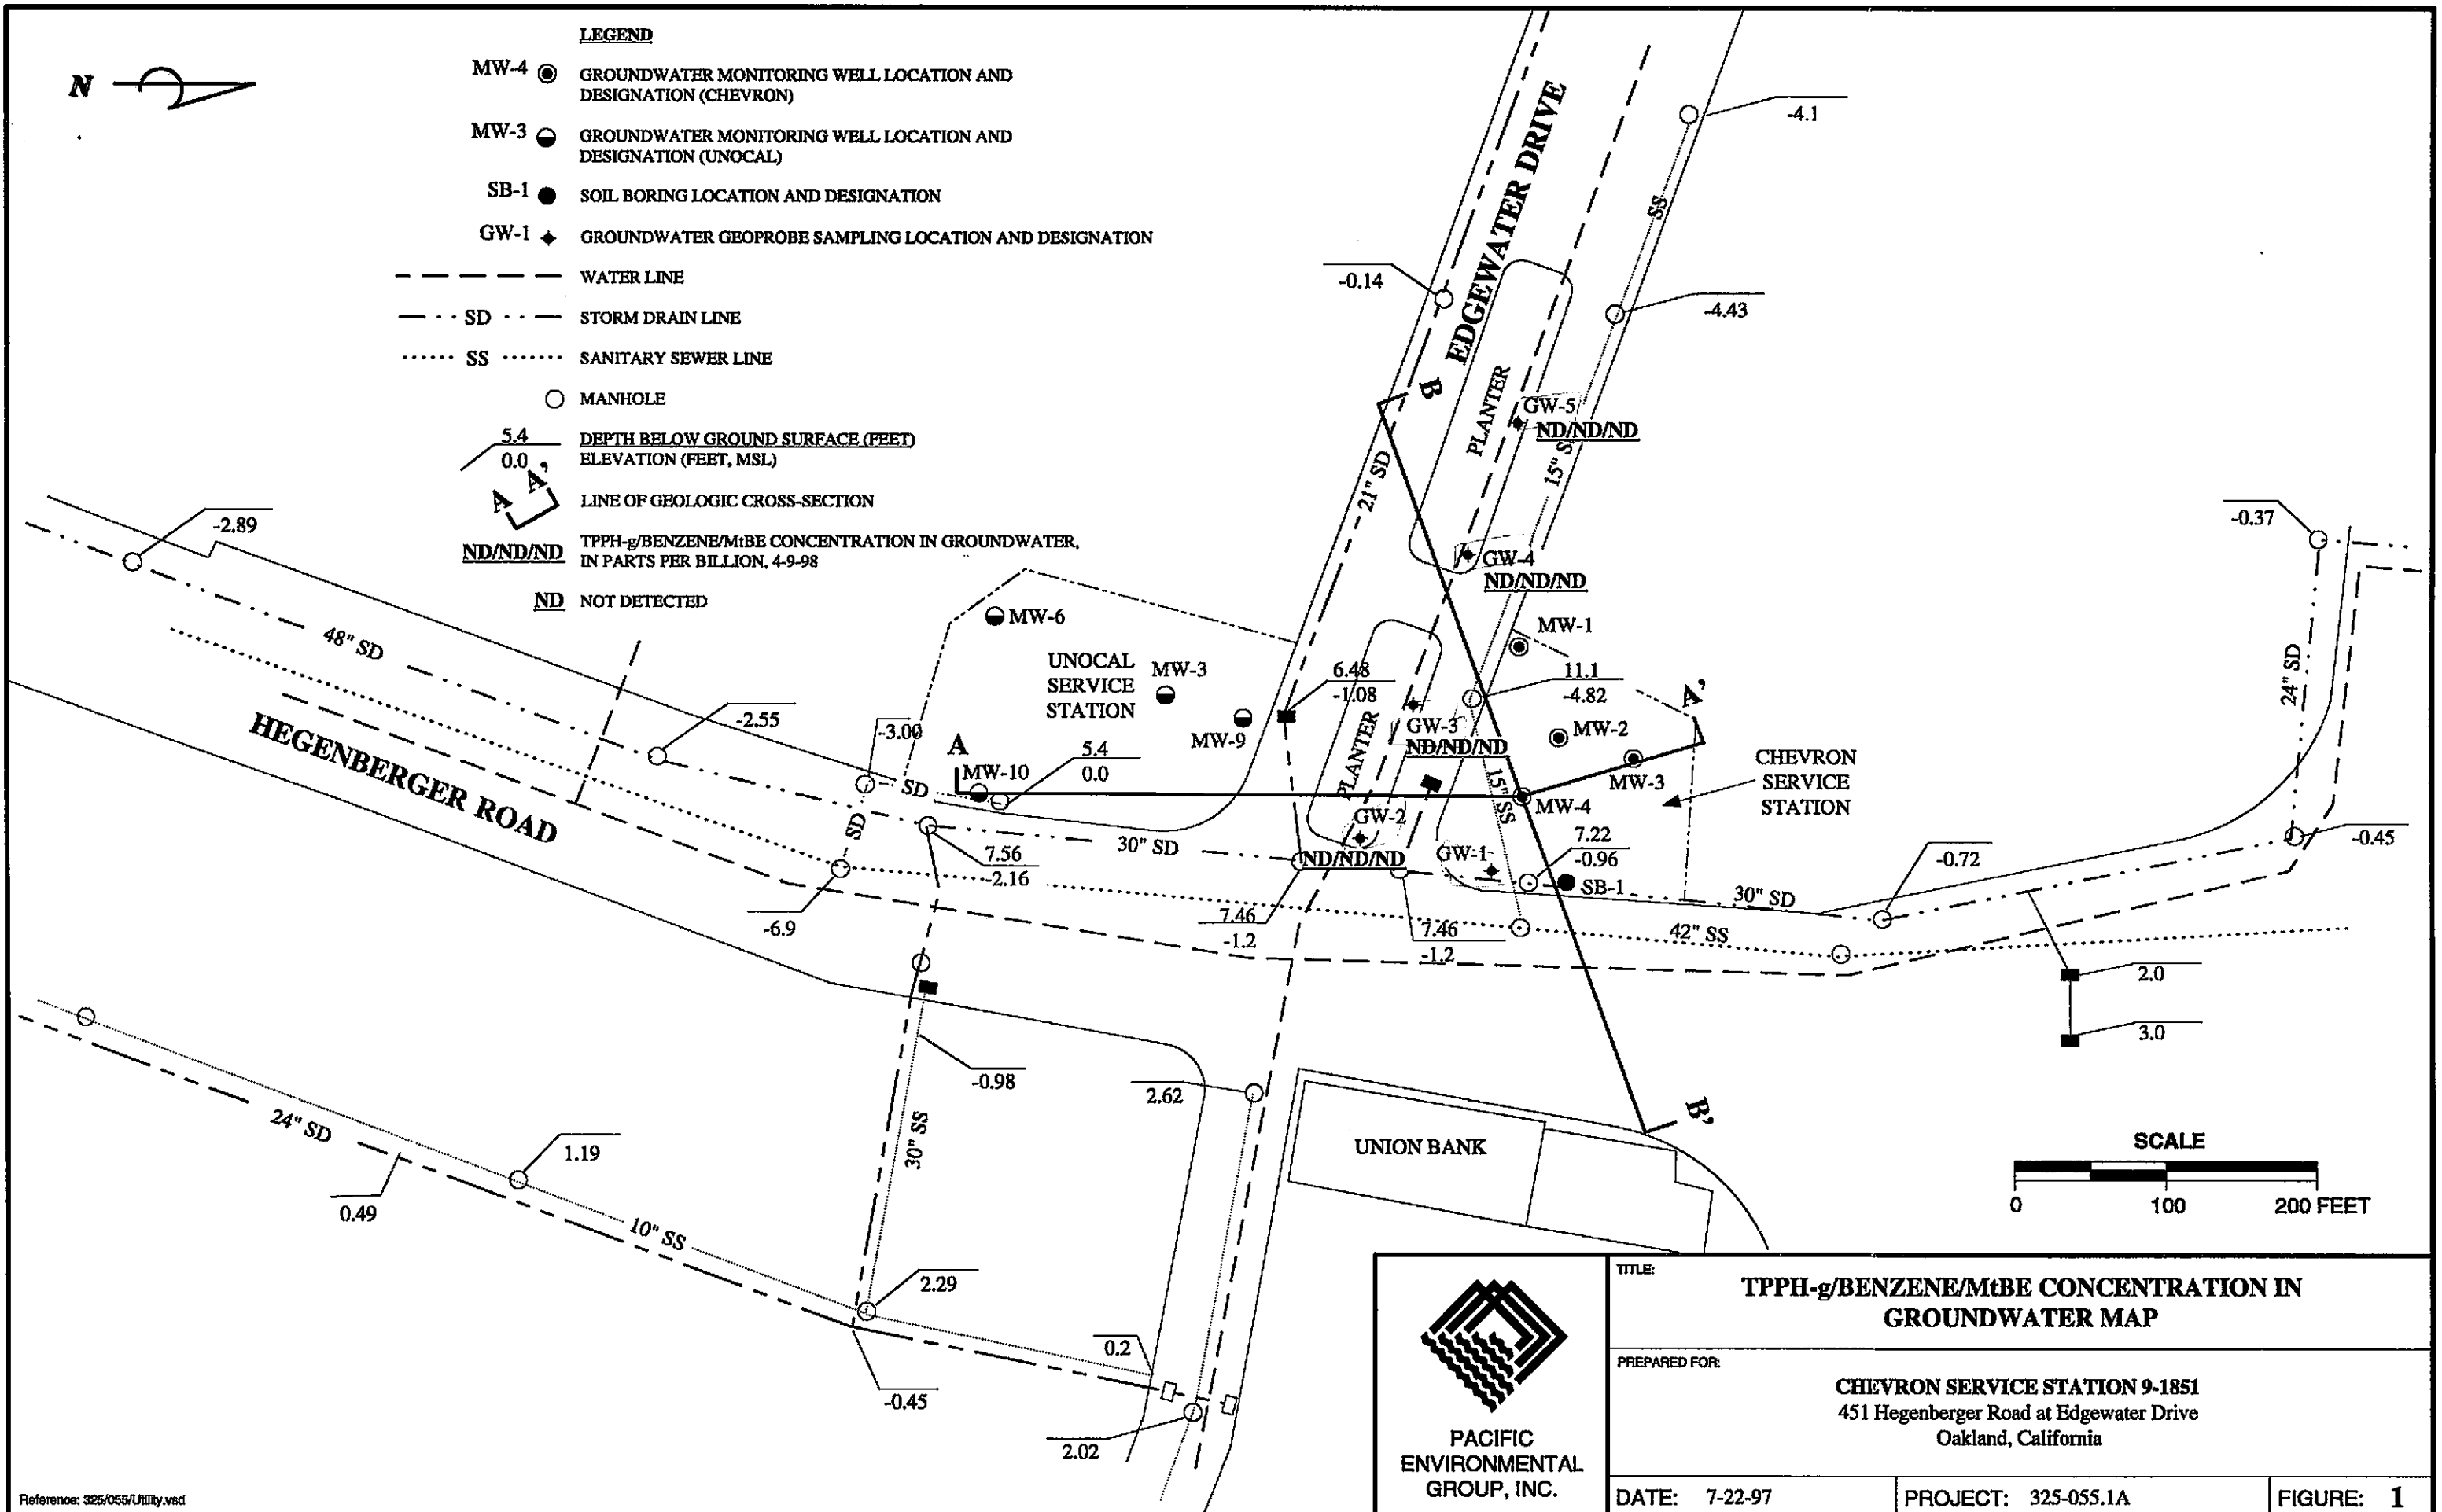 LEGEND
N
MW-4 GROUNDWATER MONITORING WELL LOCATION AND
DESIGNATION (CHEVRON)
MW-3 GROUNDWATER MONITORING WELL LOCATION AND
DESIGNATION (UNOCAL)
SB-1 SOIL BORING LOCATION AND DESIGNATION
GW-1 GROUNDWATER GEOPROBE SAMPLING LOCATION AND DESIGNATION
WATER LINE
SD STORM DRAIN LINE
SS SANITARY SEWER LINE
MANHOLE
5.4 DEPTH BELOW GROUND SURFACE (FEET)
0.0 ELEVATION (FEET, MSL)
A A' LINE OF GEOLOGIC CROSS-SECTION
ND/ND/ND TPPH-g/BENZENE/MtBE CONCENTRATION IN GROUNDWATER,
IN PARTS PER BILLION, 4-9-98
ND NOT DETECTED
EDGEWATER DRIVE
-4.1
SS
-0.14
-4.43
B
PLANTER
GW-5
ND/ND/ND
15" S
21" SD
GW-4
ND/ND/ND
-2.89
-0.37
48" SD
MW-6
MW-1
UNOCAL
SERVICE
STATION
MW-3
MW-9
6.48
-1.08
11.1
-4.82
A'
24" SD
HEGENBERGER ROAD
-2.55
-3.00
A
MW-10
5.4
0.0
SD
SD
PLANTER
GW-3
ND/ND/ND
MW-2
MW-3
CHEVRON
SERVICE
STATION
15" SS
MW-4
7.56
-2.16
30" SD
GW-2
ND/ND/ND
GW-1
7.22
-0.96
SB-1
30" SD
-0.72
-0.45
-6.9
7.46
-1.2
7.46
-1.2
42" SS
2.0
3.0
-0.98
2.62
30" SS
24" SD
1.19
0.49
10" SS
2.29
0.2
-0.45
2.02
UNION BANK
B'
SCALE
0 100 200 FEET
PACIFIC
ENVIRONMENTAL
GROUP, INC.
TITLE:
TPPH-g/BENZENE/MtBE CONCENTRATION IN
GROUNDWATER MAP
PREPARED FOR:
CHEVRON SERVICE STATION 9-1851
451 Hegenberger Road at Edgewater Drive
Oakland, California
DATE: 7-22-97 PROJECT: 325-055.1A FIGURE: 1
Reference: 325/055/Utility.vsd